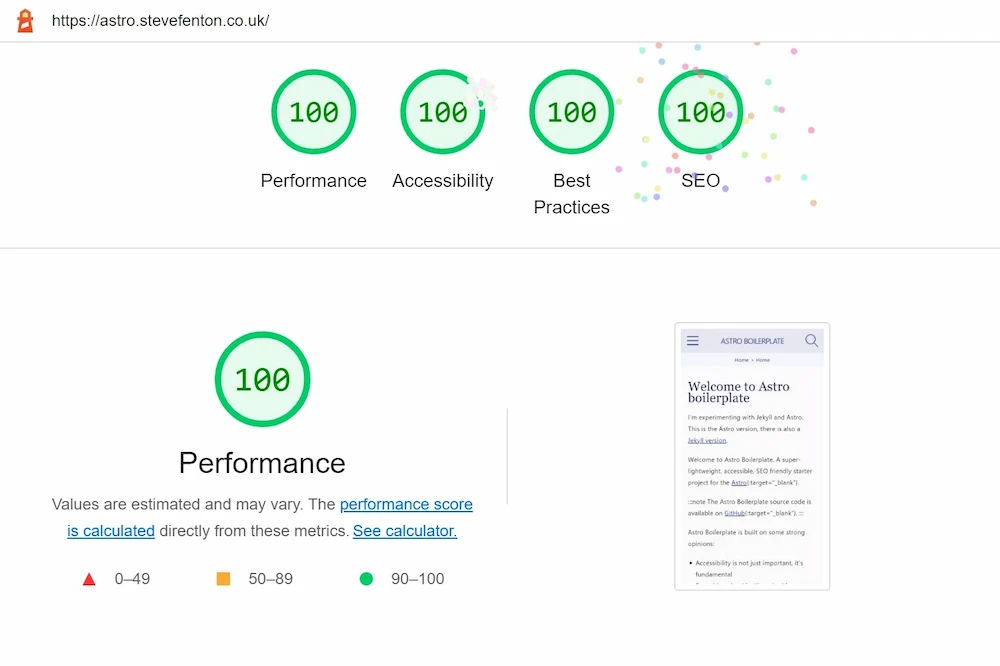 https://astro.stevefenton.co.uk/
100 100 100 100
Performance Accessibility Best Practices SEO
100
Performance
Values are estimated and may vary. The performance score
is calculated directly from these metrics. See calculator.
0–49 50–89 90–100
ASTRO BOILERPLATE
Home > Home
Welcome to Astro
boilerplate
I'm experimenting with Jekyll and Astro.
This is the Astro version, there is also a
Jekyll version.
Welcome to Astro Boilerplate. A super-
lightweight, accessible, SEO friendly starter
project for the Astro{:target="_blank"}.
:::note The Astro Boilerplate source code is
available on GitHub{:target="_blank"}. :::
Astro Boilerplate is built on some strong
opinions:
• Accessibility is not just important, it's
fundamental